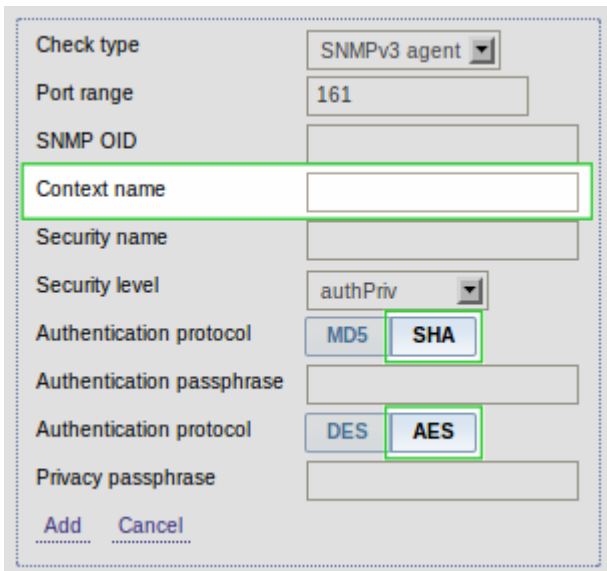 Check type SNMPv3 agent
Port range 161
SNMP OID
Context name
Security name
Security level authPriv
Authentication protocol MD5 SHA
Authentication passphrase
Authentication protocol DES AES
Privacy passphrase
Add Cancel